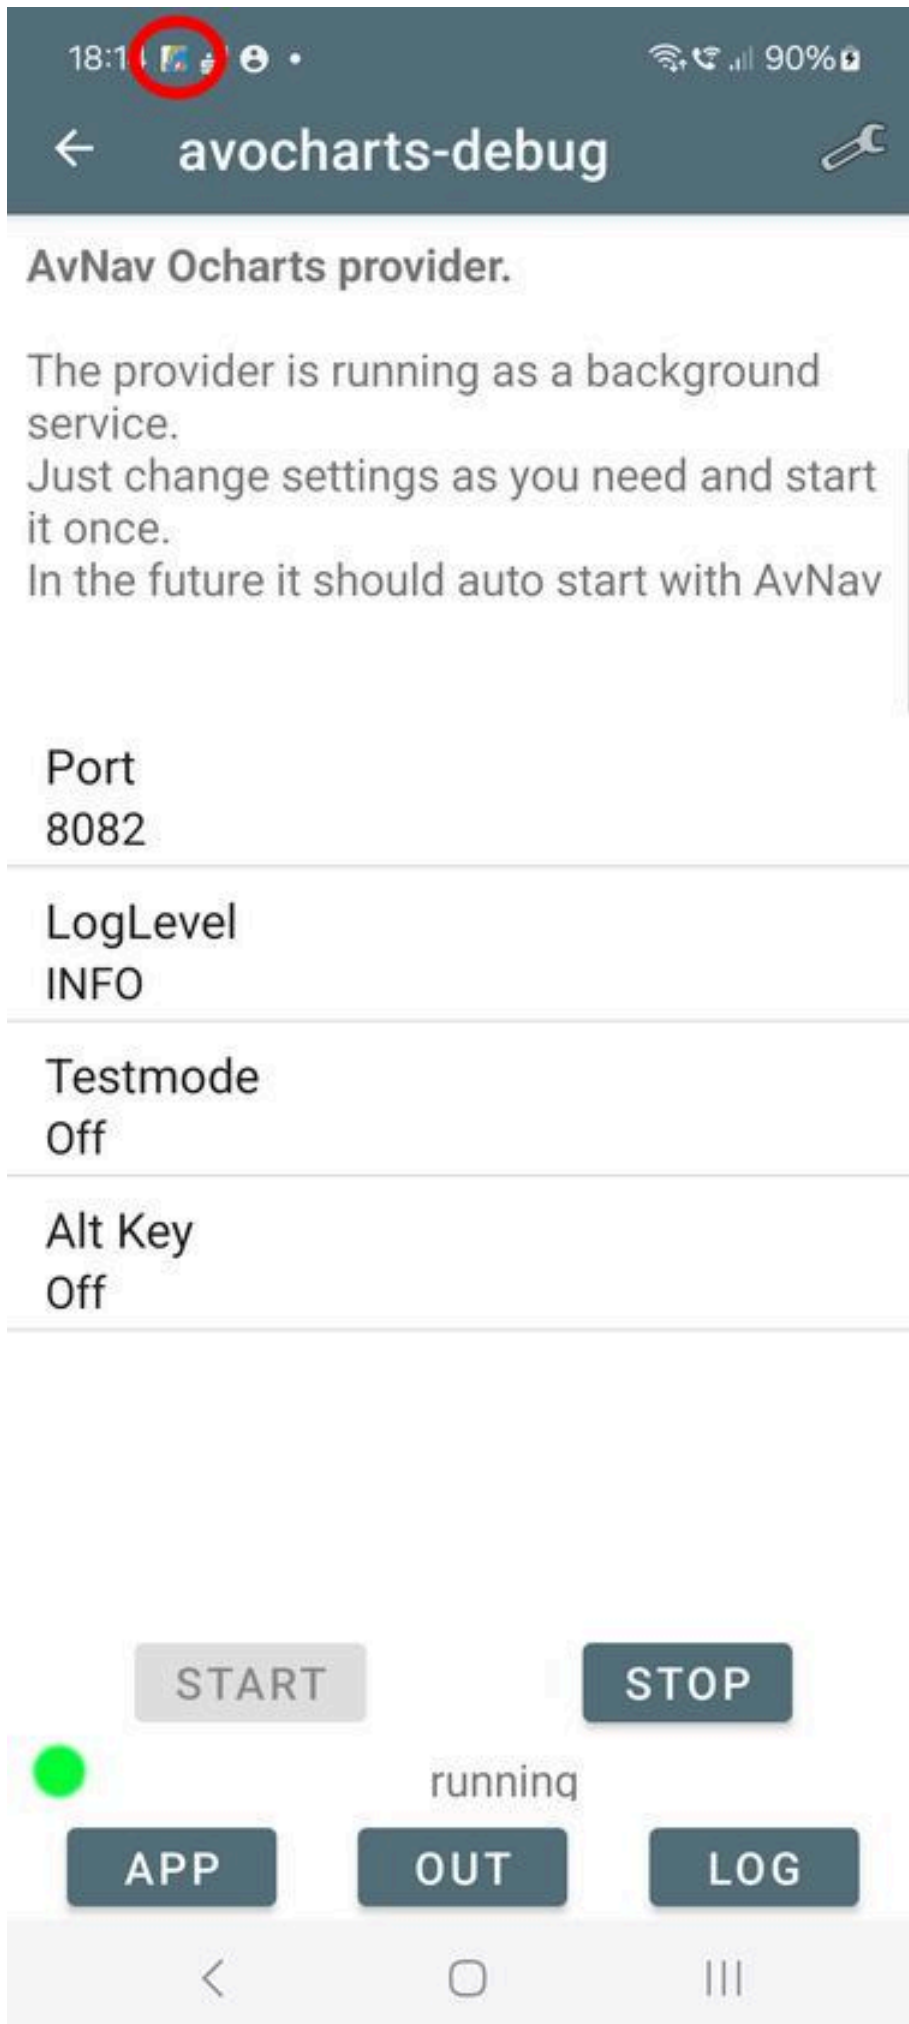 90%
avocharts-debug
AvNav Ocharts provider.
The provider is running as a background
service.
Just change settings as you need and start
it once.
In the future it should auto start with AvNav
Port
8082
LogLevel
INFO
Testmode
Off
Alt Key
Off
START
STOP
running
APP
OUT
LOG